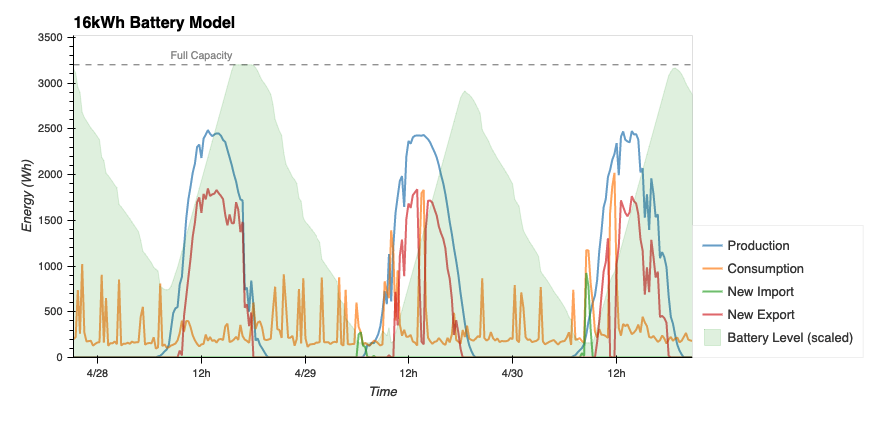 16kWh Battery Model
3500
3000
2500
2000
1500
1000
500
0
Energy (Wh)
Full Capacity
4/28
12h
4/29
12h
4/30
12h
Time
Production
Consumption
New Import
New Export
Battery Level (scaled)